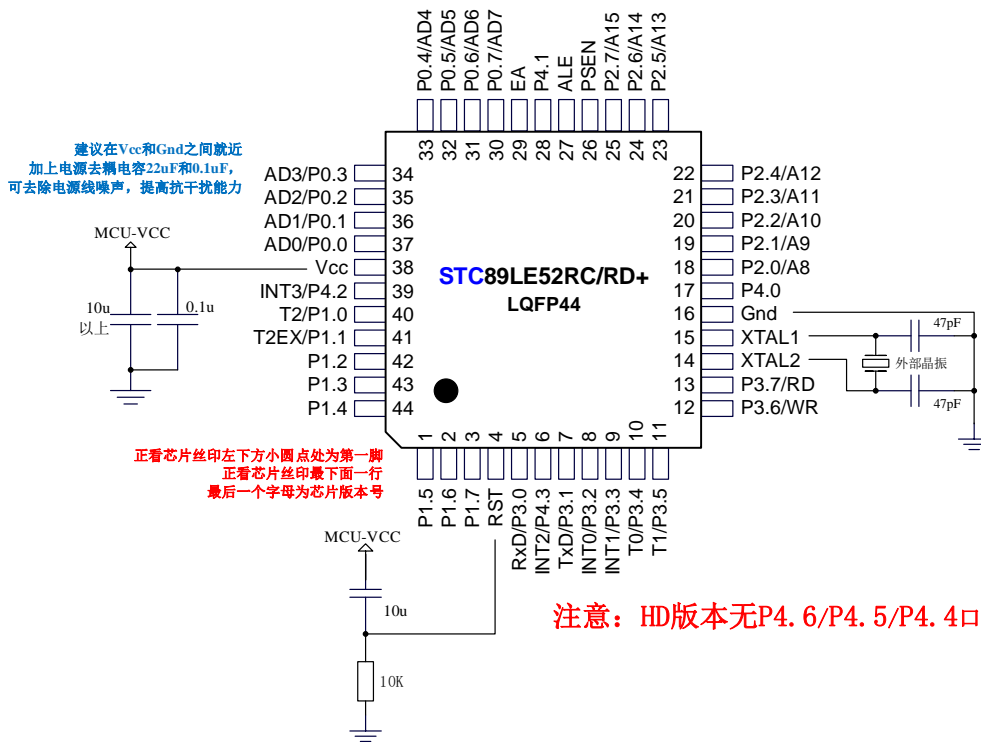 P0.4/AD4
P0.5/AD5
P0.6/AD6
P0.7/AD7
EA
P4.1
ALE
PSEN
P2.7/A15
P2.6/A14
P2.5/A13
33
32
31
30
29
28
27
26
25
24
23
建议在Vcc和Gnd之间就近
加上电源去耦电容22uF和0.1uF，
可去除电源线噪声，提高抗干扰能力
MCU-VCC
10u
以上
0.1u
AD3/P0.3 34
AD2/P0.2 35
AD1/P0.1 36
AD0/P0.0 37
Vcc 38
INT3/P4.2 39
T2/P1.0 40
T2EX/P1.1 41
P1.2 42
P1.3 43
P1.4 44
STC89LE52RC/RD+
LQFP44
22 P2.4/A12
21 P2.3/A11
20 P2.2/A10
19 P2.1/A9
18 P2.0/A8
17 P4.0
16 Gnd
15 XTAL1
14 XTAL2
13 P3.7/RD
12 P3.6/WR
47pF
外部晶振
47pF
1
2
3
4
5
6
7
8
9
10
11
P1.5
P1.6
P1.7
RST
RxD/P3.0
INT2/P4.3
TxD/P3.1
INT0/P3.2
INT1/P3.3
T0/P3.4
T1/P3.5
正看芯片丝印左下方小圆点处为第一脚
正看芯片丝印最下面一行
最后一个字母为芯片版本号
MCU-VCC
10u
10K
注意：HD版本无P4.6/P4.5/P4.4口